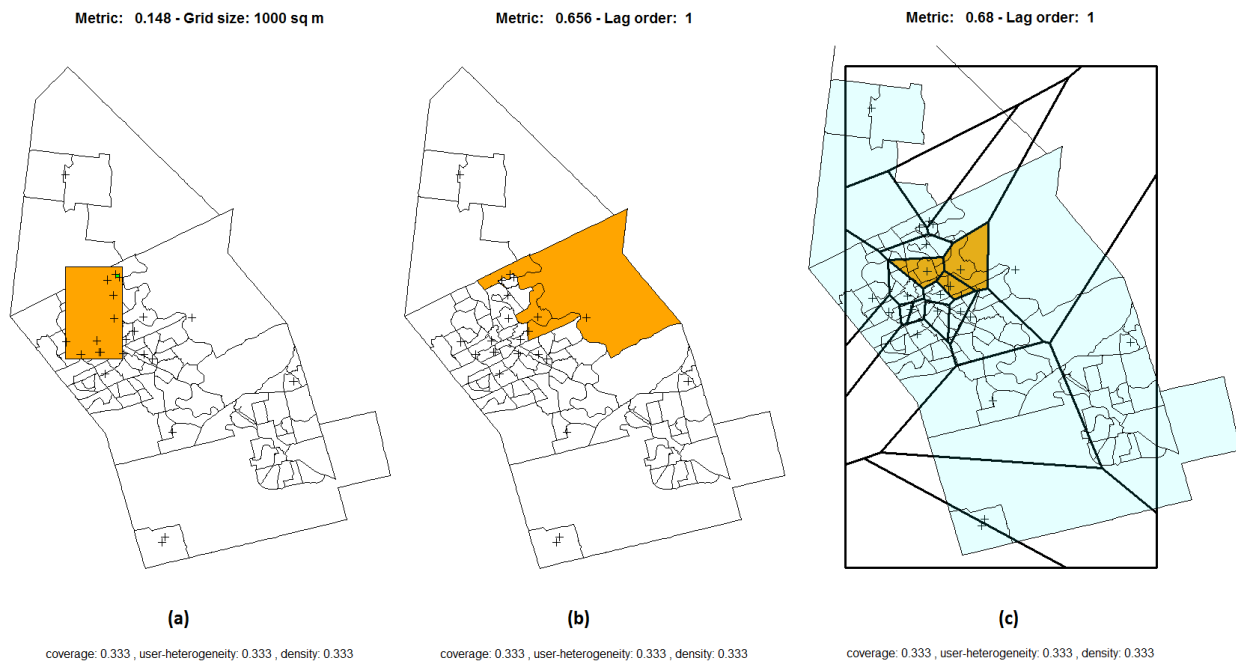 Metric: 0.148 - Grid size: 1000 sq m
Metric: 0.656 - Lag order: 1
Metric: 0.68 - Lag order: 1
(a)
(b)
(c)
coverage: 0.333 , user-heterogeneity: 0.333 , density: 0.333
coverage: 0.333 , user-heterogeneity: 0.333 , density: 0.333
coverage: 0.333 , user-heterogeneity: 0.333 , density: 0.333